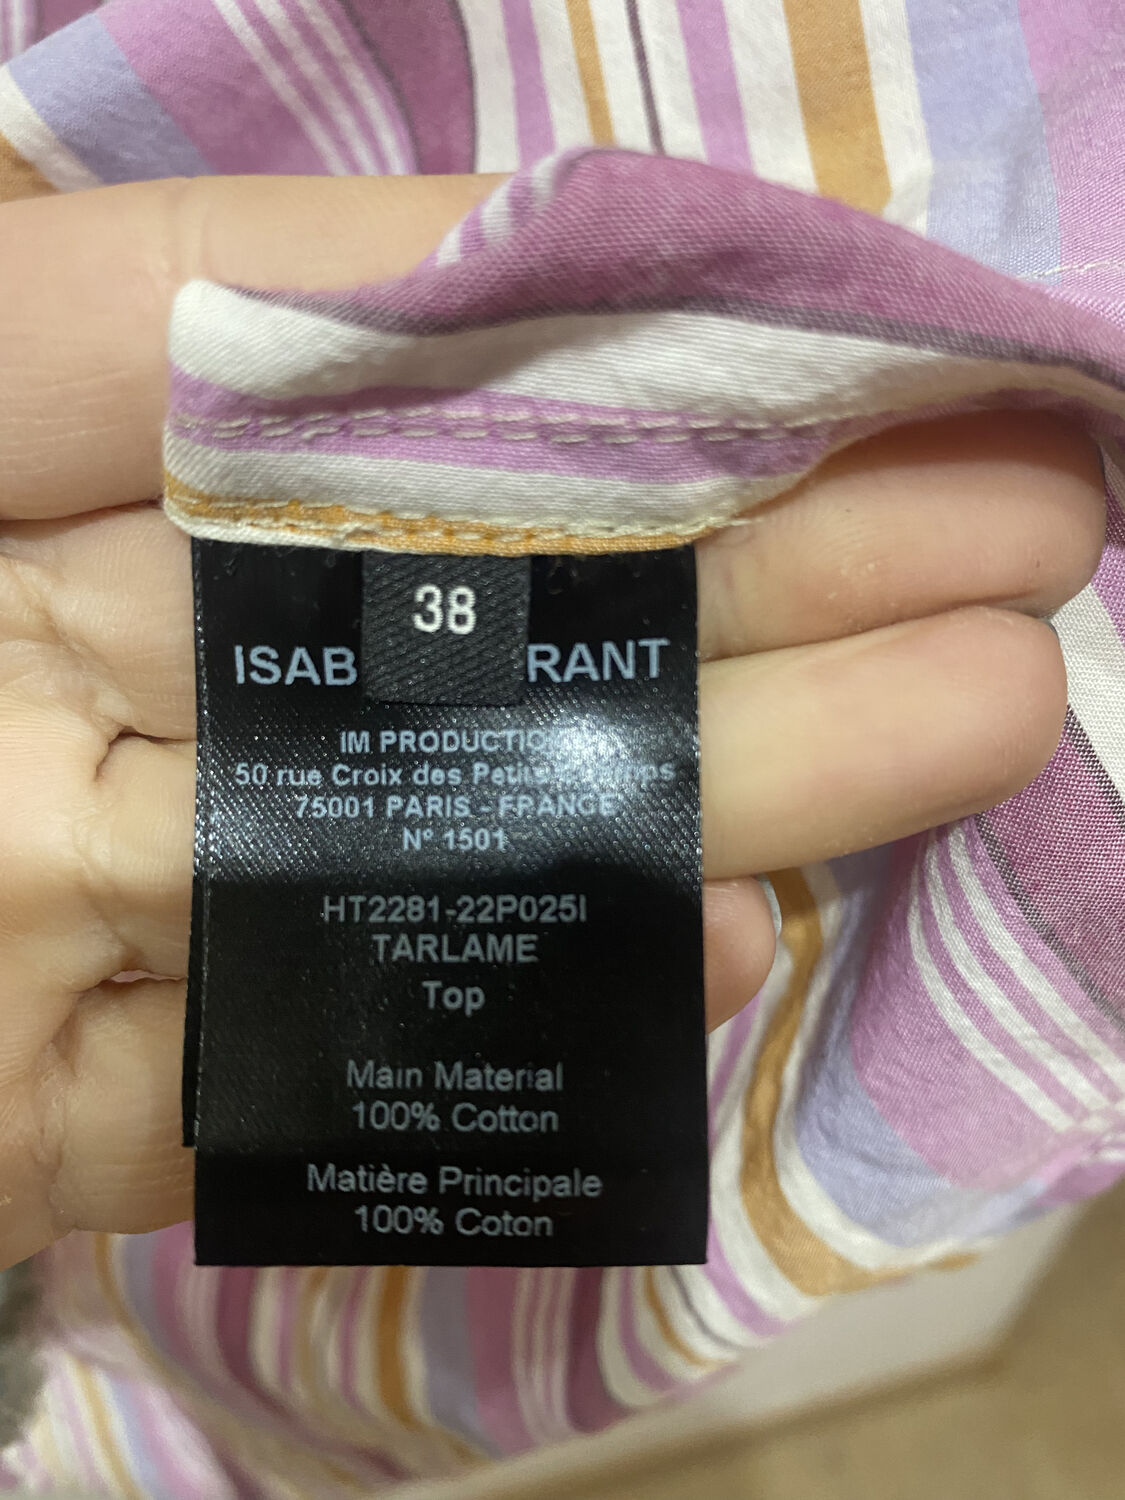 38
ISAB RANT
IM PRODUCTIO
50 rue Croix des Petits
75001 PARIS - FRANCE
N° 1501
HT2281-22P025I
TARLAME
Top
Main Material
100% Cotton
Matière Principale
100% Coton